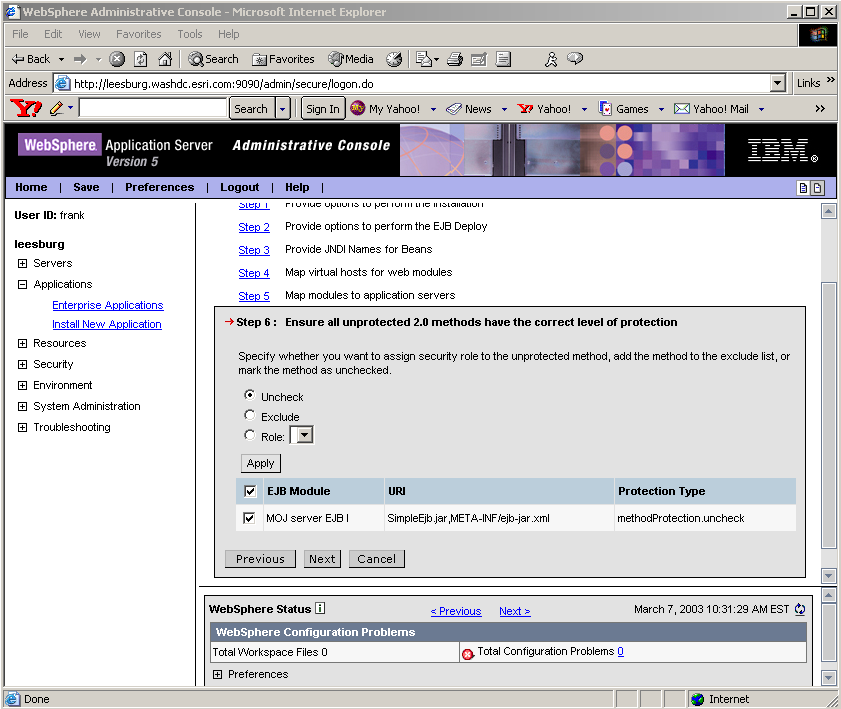 WebSphere Administrative Console - Microsoft Internet Explorer
File Edit View Favorites Tools Help
Back Search Favorites Media
Address http://leesburg.washdc.esri.com:9090/admin/secure/logon.do Links »
Y! Search Sign In My Yahoo! News Yahoo! Games Yahoo! Mail »
WebSphere Application Server Administrative Console IBM®
Version 5
Home | Save | Preferences | Logout | Help |
User ID: frank
leesburg
Servers
Applications
Enterprise Applications
Install New Application
Resources
Security
Environment
System Administration
Troubleshooting
Step 1 Provide options to perform the installation
Step 2 Provide options to perform the EJB Deploy
Step 3 Provide JNDI Names for Beans
Step 4 Map virtual hosts for web modules
Step 5 Map modules to application servers
Step 6 : Ensure all unprotected 2.0 methods have the correct level of protection
Specify whether you want to assign security role to the unprotected method, add the method to the exclude list, or
mark the method as unchecked.
Uncheck
Exclude
Role:
Apply
EJB Module URI Protection Type
MOJ server EJB I SimpleEjb.jar,META-INF/ejb-jar.xml methodProtection.uncheck
Previous Next Cancel
WebSphere Status i < Previous Next > March 7, 2003 10:31:29 AM EST
WebSphere Configuration Problems
Total Workspace Files 0 Total Configuration Problems 0
Preferences
Done Internet